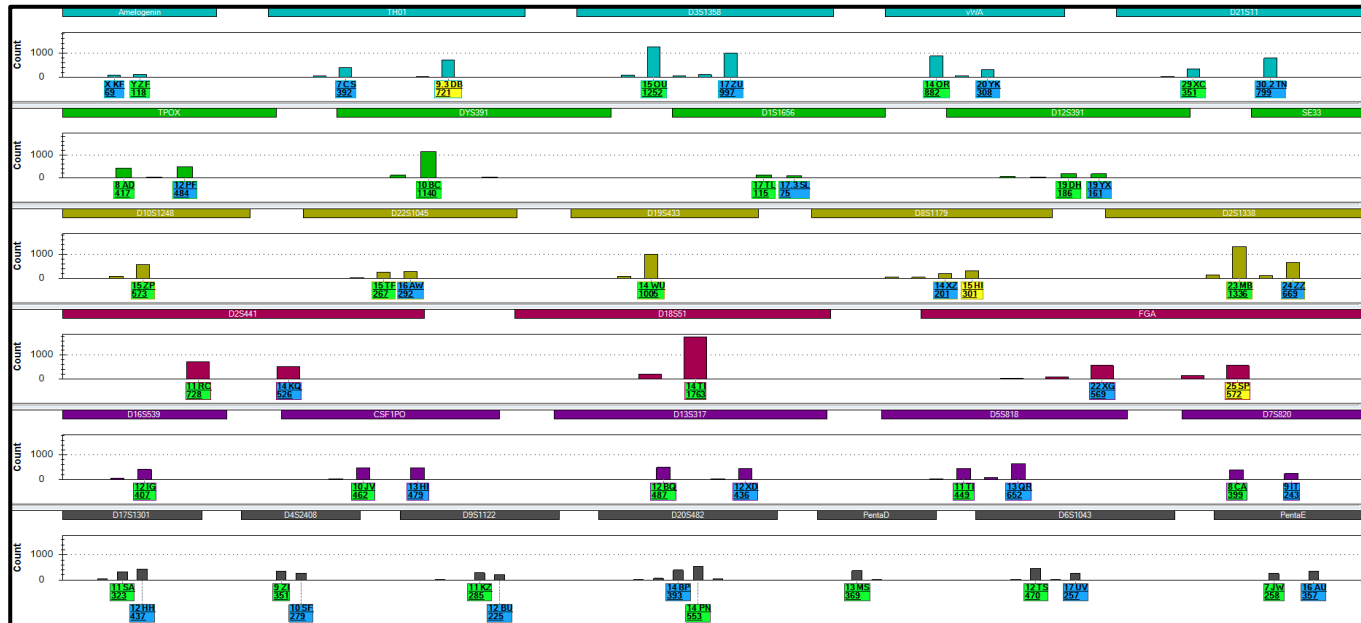 Amelogenin TH01 D3S1358 vWA D21S11
Count
1000
0
X KF YZF 7 CS 9.3 DB 15 OU 17 ZU 14 OR 20 YK 29 XC 30.2 TN
69 118 392 721 1252 997 882 308 351 799
TPOX DYS391 D1S1656 D12S391 SE33
Count
1000
0
8 AD 12 PF 10 BC 17 TL 17.3 SL 19 DH 19 YX
417 484 1140 115 75 186 161
D10S1248 D22S1045 D19S433 D8S1179 D2S1338
Count
1000
0
15 ZP 15 TF 16 AW 14 WU 14 XZ 15 HI 23 MB 24 ZZ
573 267 292 1005 201 301 1336 669
D2S441 D18S51 FGA
Count
1000
0
11 RC 14 KQ 14 TI 22 XG 25 SP
728 526 1763 569 572
D16S539 CSF1PO D13S317 D5S818 D7S820
Count
1000
0
12 IG 10 JV 13 HI 12 BQ 12 XD 11 TI 13 QR 8 CA 9 IT
407 462 479 487 436 449 652 399 243
D17S1301 D4S2408 D9S1122 D20S482 PentaD D6S1043 PentaE
Count
1000
0
11 SA 9 ZI 11 KZ 14 BP 13 MS 12 TS 17 UV 7 JW 16 AU
323 351 285 393 369 470 257 258 357
12 HH 10 SF 12 BU 14 PN
437 279 225 553